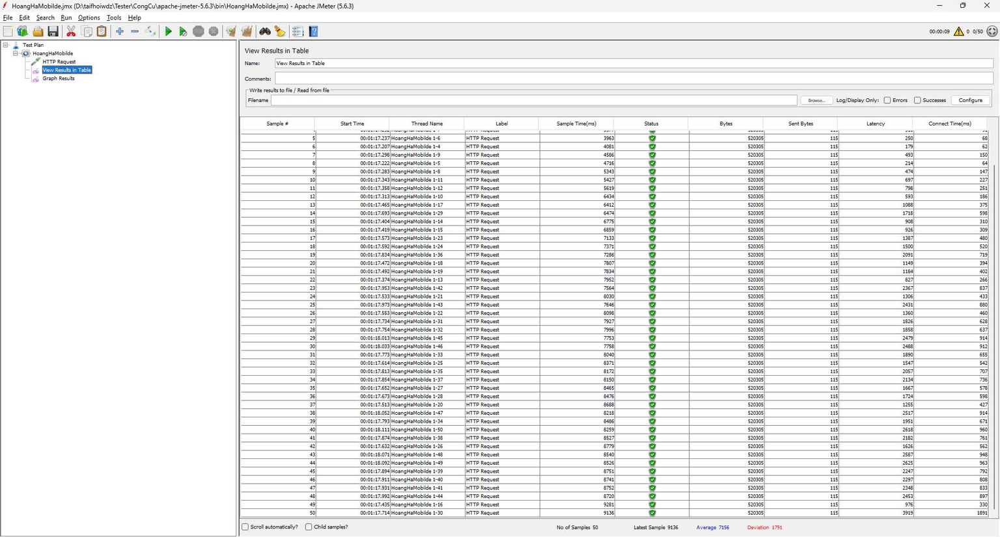 HoangHaMobilde.jmx (D:\taifhoiwdz\Tester\CongCu\apache-jmeter-5.6.3\bin\HoangHaMobilde.jmx) - Apache JMeter (5.6.3)
File Edit Search Run Options Tools Help
00:00:09 0 0/50
Test Plan
HoangHaMobilde
HTTP Request
View Results in Table
Graph Results
View Results in Table
Name: View Results in Table
Comments:
Write results to file / Read from file
Filename Browse... Log/Display Only: Errors Successes Configure
Sample # Start Time Thread Name Label Sample Time(ms) Status Bytes Sent Bytes Latency Connect Time(ms)
5 00:01:17.237 HoangHaMobilde 1-6 HTTP Request 3963 520305 115 250 68
6 00:01:17.207 HoangHaMobilde 1-4 HTTP Request 4081 520305 115 179 62
7 00:01:17.298 HoangHaMobilde 1-9 HTTP Request 4586 520305 115 493 150
8 00:01:17.222 HoangHaMobilde 1-5 HTTP Request 4716 520305 115 214 64
9 00:01:17.283 HoangHaMobilde 1-8 HTTP Request 5343 520305 115 474 147
10 00:01:17.343 HoangHaMobilde 1-11 HTTP Request 5427 520305 115 697 227
11 00:01:17.358 HoangHaMobilde 1-12 HTTP Request 5619 520305 115 798 251
12 00:01:17.313 HoangHaMobilde 1-10 HTTP Request 6434 520305 115 593 186
13 00:01:17.465 HoangHaMobilde 1-17 HTTP Request 6412 520305 115 1088 375
14 00:01:17.693 HoangHaMobilde 1-29 HTTP Request 6474 520305 115 1718 598
15 00:01:17.404 HoangHaMobilde 1-14 HTTP Request 6775 520305 115 908 310
16 00:01:17.419 HoangHaMobilde 1-15 HTTP Request 6859 520305 115 926 309
17 00:01:17.573 HoangHaMobilde 1-23 HTTP Request 7133 520305 115 1387 480
18 00:01:17.592 HoangHaMobilde 1-24 HTTP Request 7371 520305 115 1500 520
19 00:01:17.834 HoangHaMobilde 1-36 HTTP Request 7286 520305 115 2091 719
20 00:01:17.472 HoangHaMobilde 1-18 HTTP Request 7807 520305 115 1149 394
21 00:01:17.492 HoangHaMobilde 1-19 HTTP Request 7834 520305 115 1184 402
22 00:01:17.374 HoangHaMobilde 1-13 HTTP Request 7952 520305 115 827 266
23 00:01:17.953 HoangHaMobilde 1-42 HTTP Request 7564 520305 115 2367 837
24 00:01:17.533 HoangHaMobilde 1-21 HTTP Request 8030 520305 115 1306 433
25 00:01:17.973 HoangHaMobilde 1-43 HTTP Request 7646 520305 115 2431 880
26 00:01:17.553 HoangHaMobilde 1-22 HTTP Request 8098 520305 115 1360 460
27 00:01:17.734 HoangHaMobilde 1-31 HTTP Request 7927 520305 115 1826 628
28 00:01:17.754 HoangHaMobilde 1-32 HTTP Request 7996 520305 115 1858 637
29 00:01:18.013 HoangHaMobilde 1-45 HTTP Request 7753 520305 115 2479 914
30 00:01:18.033 HoangHaMobilde 1-46 HTTP Request 7758 520305 115 2488 912
31 00:01:17.773 HoangHaMobilde 1-33 HTTP Request 8040 520305 115 1890 655
32 00:01:17.614 HoangHaMobilde 1-25 HTTP Request 8371 520305 115 1547 542
33 00:01:17.813 HoangHaMobilde 1-35 HTTP Request 8172 520305 115 2057 707
34 00:01:17.854 HoangHaMobilde 1-37 HTTP Request 8150 520305 115 2134 736
35 00:01:17.652 HoangHaMobilde 1-27 HTTP Request 8465 520305 115 1667 578
36 00:01:17.673 HoangHaMobilde 1-28 HTTP Request 8476 520305 115 1724 598
37 00:01:17.513 HoangHaMobilde 1-20 HTTP Request 8688 520305 115 1255 427
38 00:01:18.052 HoangHaMobilde 1-47 HTTP Request 8218 520305 115 2517 914
39 00:01:17.793 HoangHaMobilde 1-34 HTTP Request 8486 520305 115 1951 671
40 00:01:18.111 HoangHaMobilde 1-50 HTTP Request 8259 520305 115 2618 960
41 00:01:17.874 HoangHaMobilde 1-38 HTTP Request 8527 520305 115 2182 761
42 00:01:17.632 HoangHaMobilde 1-26 HTTP Request 8779 520305 115 1626 562
43 00:01:18.071 HoangHaMobilde 1-48 HTTP Request 8540 520305 115 2587 948
44 00:01:18.092 HoangHaMobilde 1-49 HTTP Request 8526 520305 115 2625 963
45 00:01:17.894 HoangHaMobilde 1-39 HTTP Request 8751 520305 115 2247 792
46 00:01:17.911 HoangHaMobilde 1-40 HTTP Request 8741 520305 115 2297 808
47 00:01:17.931 HoangHaMobilde 1-41 HTTP Request 8752 520305 115 2348 833
48 00:01:17.992 HoangHaMobilde 1-44 HTTP Request 8720 520305 115 2453 897
49 00:01:17.435 HoangHaMobilde 1-16 HTTP Request 9281 520305 115 976 330
50 00:01:17.714 HoangHaMobilde 1-30 HTTP Request 9136 520305 115 3919 1891
Scroll automatically? Child samples? No of Samples 50 Latest Sample 9136 Average 7156 Deviation 1791